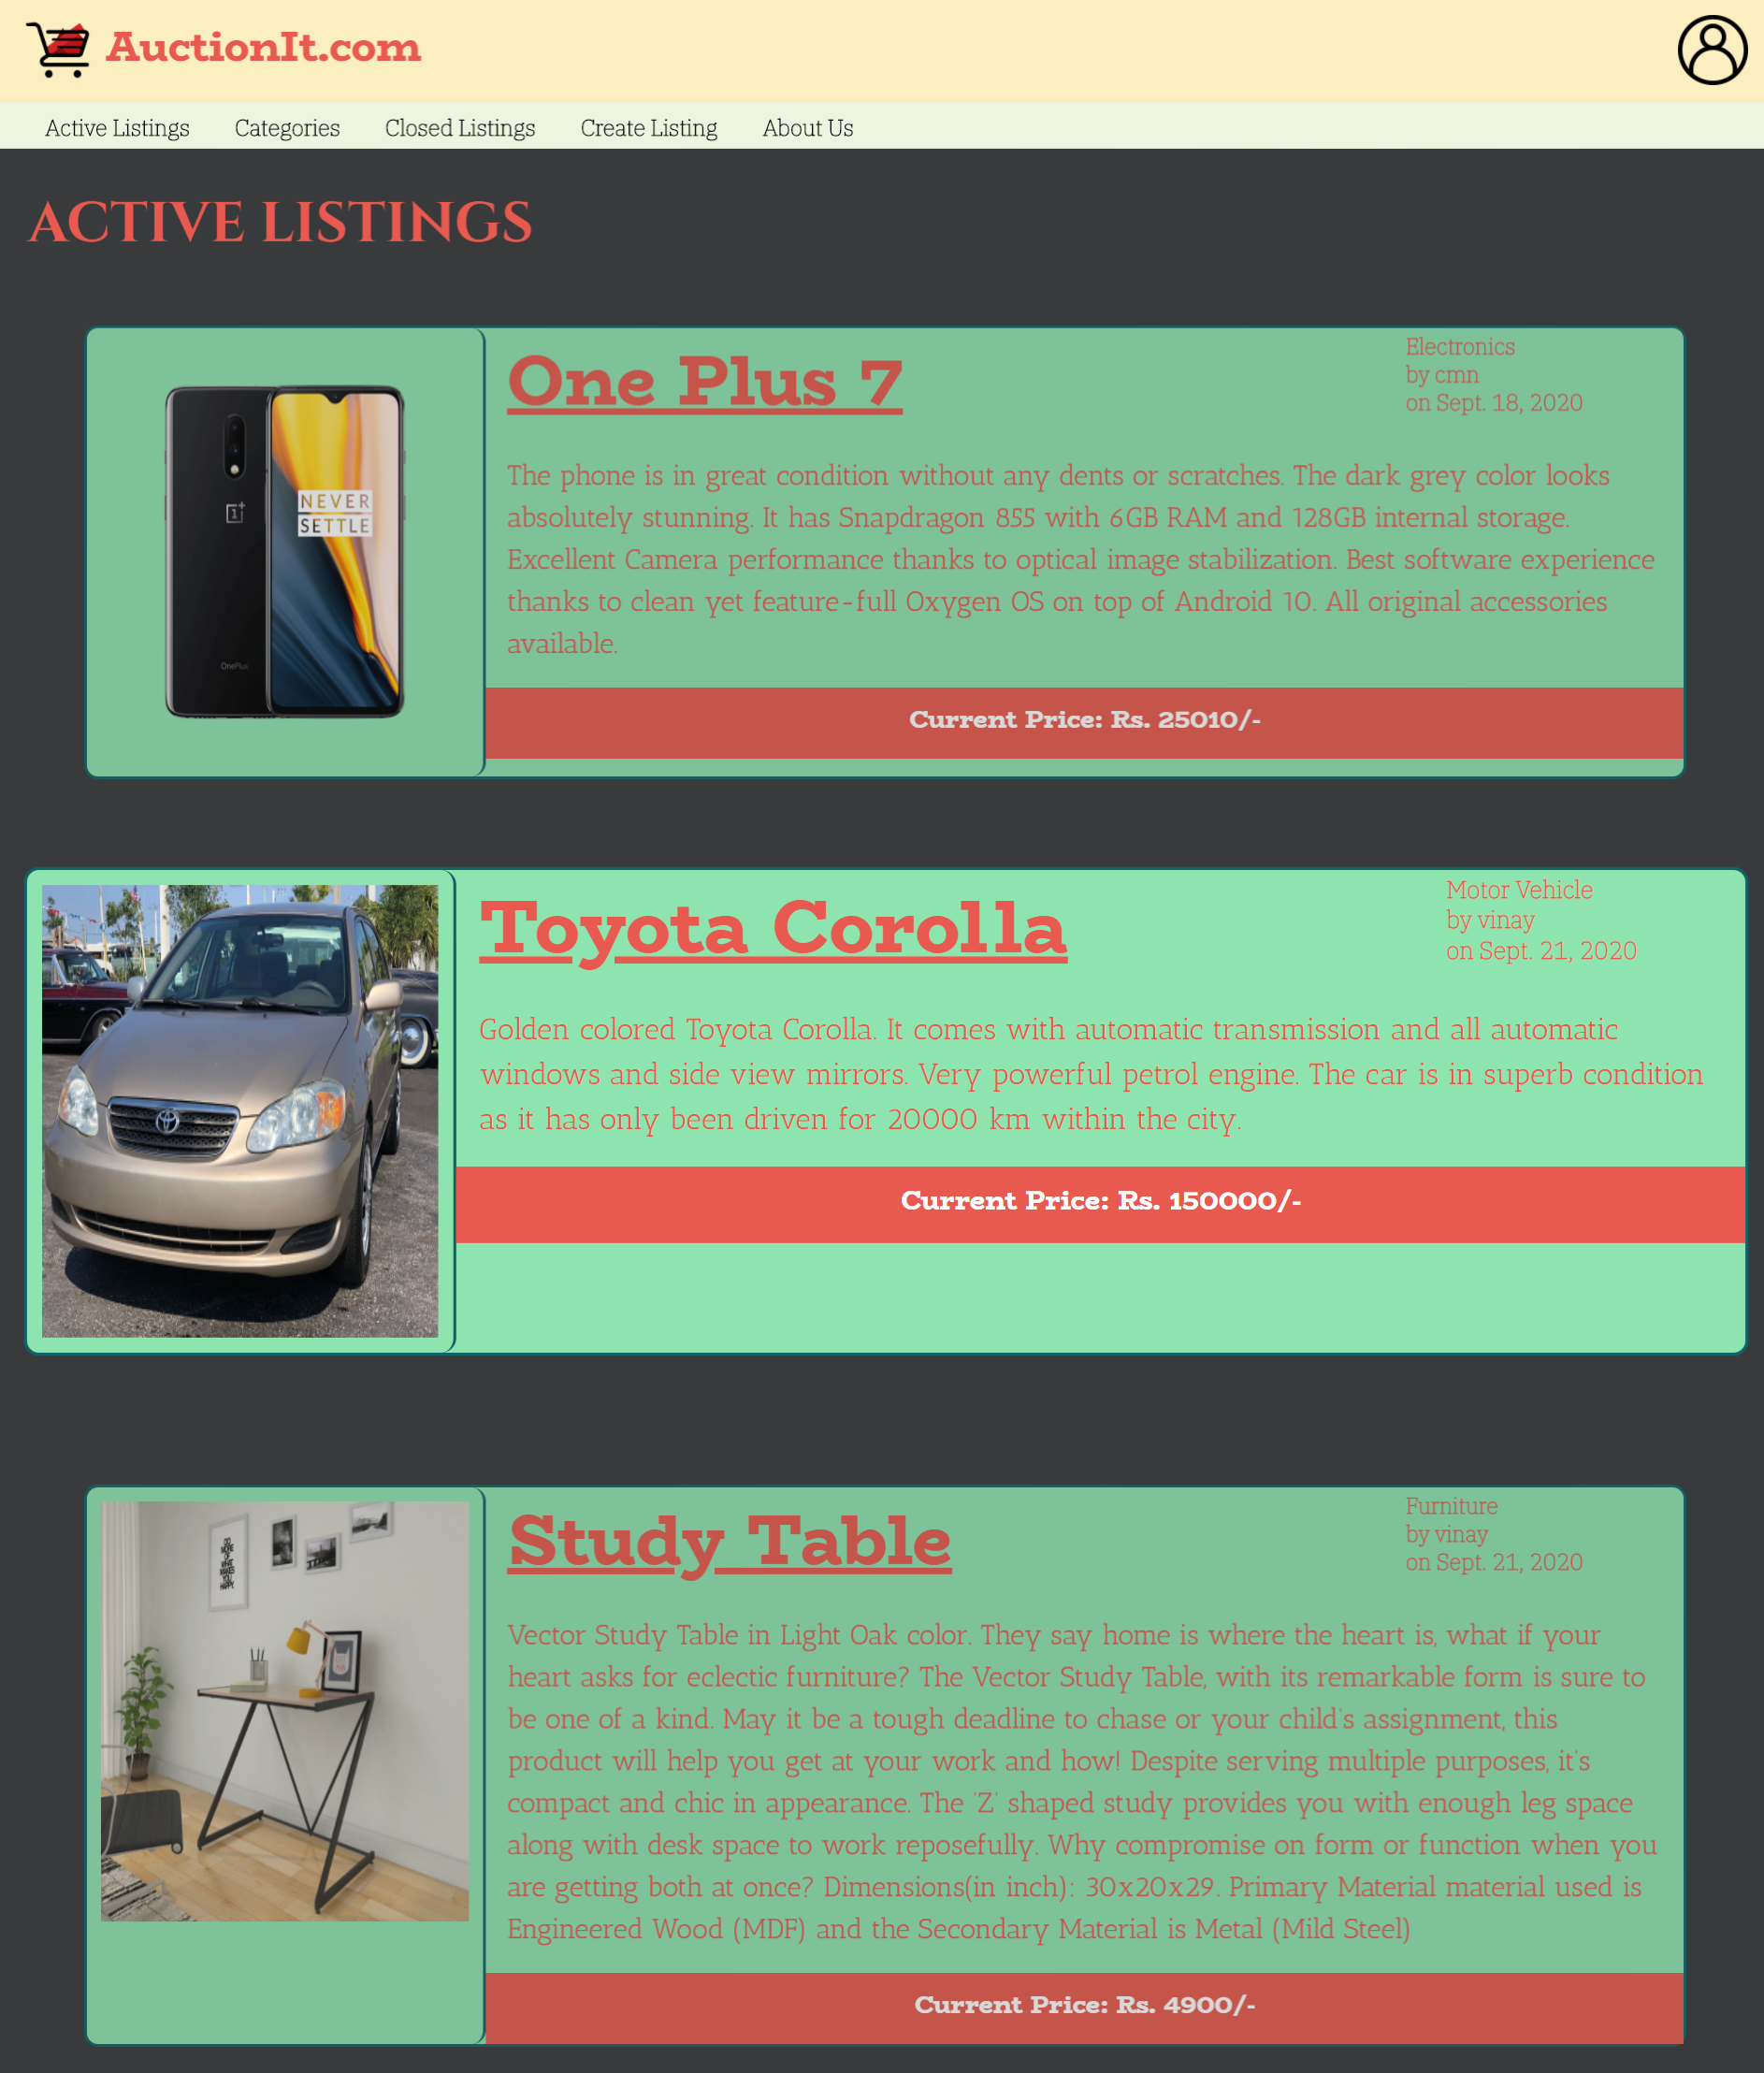 AuctionIt.com
Active Listings Categories Closed Listings Create Listing About Us
ACTIVE LISTINGS
NEVER
SETTLE
OnePlus
One Plus 7
Electronics
by cmn
on Sept. 18, 2020
The phone is in great condition without any dents or scratches. The dark grey color looks
absolutely stunning. It has Snapdragon 855 with 6GB RAM and 128GB internal storage.
Excellent Camera performance thanks to optical image stabilization. Best software experience
thanks to clean yet feature-full Oxygen OS on top of Android 10. All original accessories
available.
Current Price: Rs. 25010/-
Toyota Corolla
Motor Vehicle
by vinay
on Sept. 21, 2020
Golden colored Toyota Corolla. It comes with automatic transmission and all automatic
windows and side view mirrors. Very powerful petrol engine. The car is in superb condition
as it has only been driven for 20000 km within the city.
Current Price: Rs. 150000/-
Study Table
Furniture
by vinay
on Sept. 21, 2020
Vector Study Table in Light Oak color. They say home is where the heart is, what if your
heart asks for eclectic furniture? The Vector Study Table, with its remarkable form is sure to
be one of a kind. May it be a tough deadline to chase or your child's assignment, this
product will help you get at your work and how! Despite serving multiple purposes, it's
compact and chic in appearance. The 'Z' shaped study provides you with enough leg space
along with desk space to work reposefully. Why compromise on form or function when you
are getting both at once? Dimensions(in inch): 30x20x29. Primary Material material used is
Engineered Wood (MDF) and the Secondary Material is Metal (Mild Steel)
Current Price: Rs. 4900/-